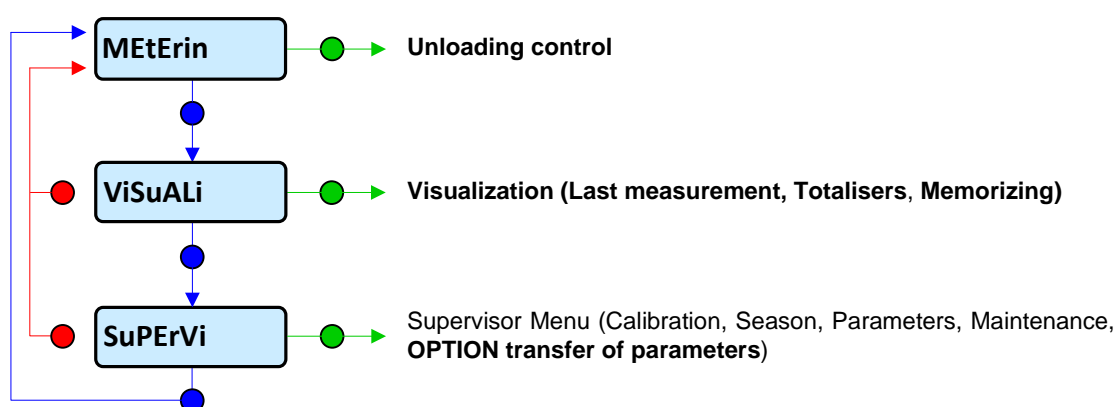 MEtErin
Unloading control
ViSuALi
Visualization (Last measurement, Totalisers, Memorizing)
SuPErVi
Supervisor Menu (Calibration, Season, Parameters, Maintenance,
OPTION transfer of parameters)